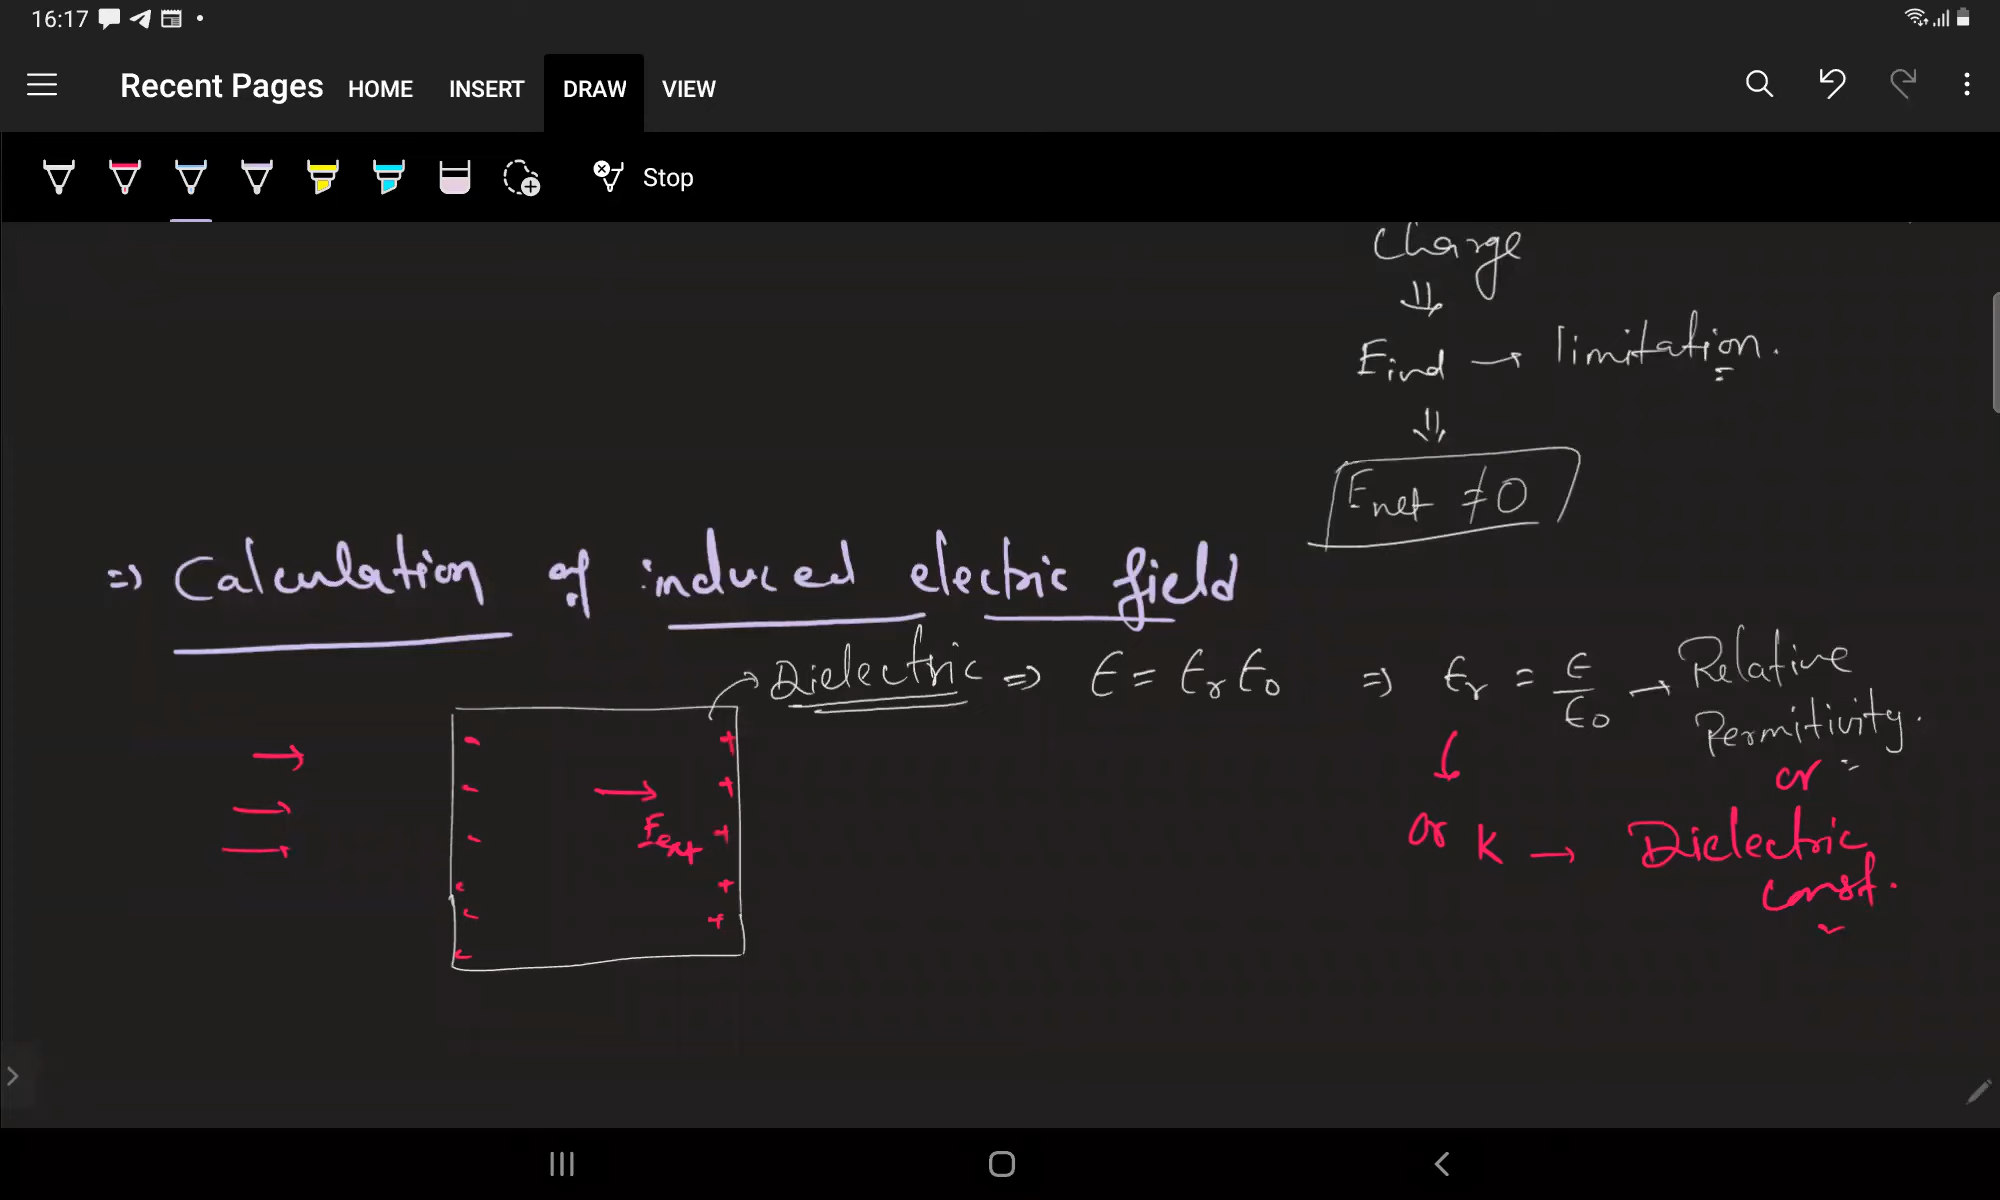 16:17
Recent Pages HOME INSERT DRAW VIEW
Stop
Charge
⇓
Eind → limitation.
⇓
Enet ≠ 0
⇒ Calculation of induced electric field
Dielectric ⇒ ϵ = ϵr ϵ0 ⇒ ϵr = ϵ/ϵ0 → Relative
Permitivity.
or
or K → Dielectric
const.
Eext
- +
- +
- +
- +
- +
-